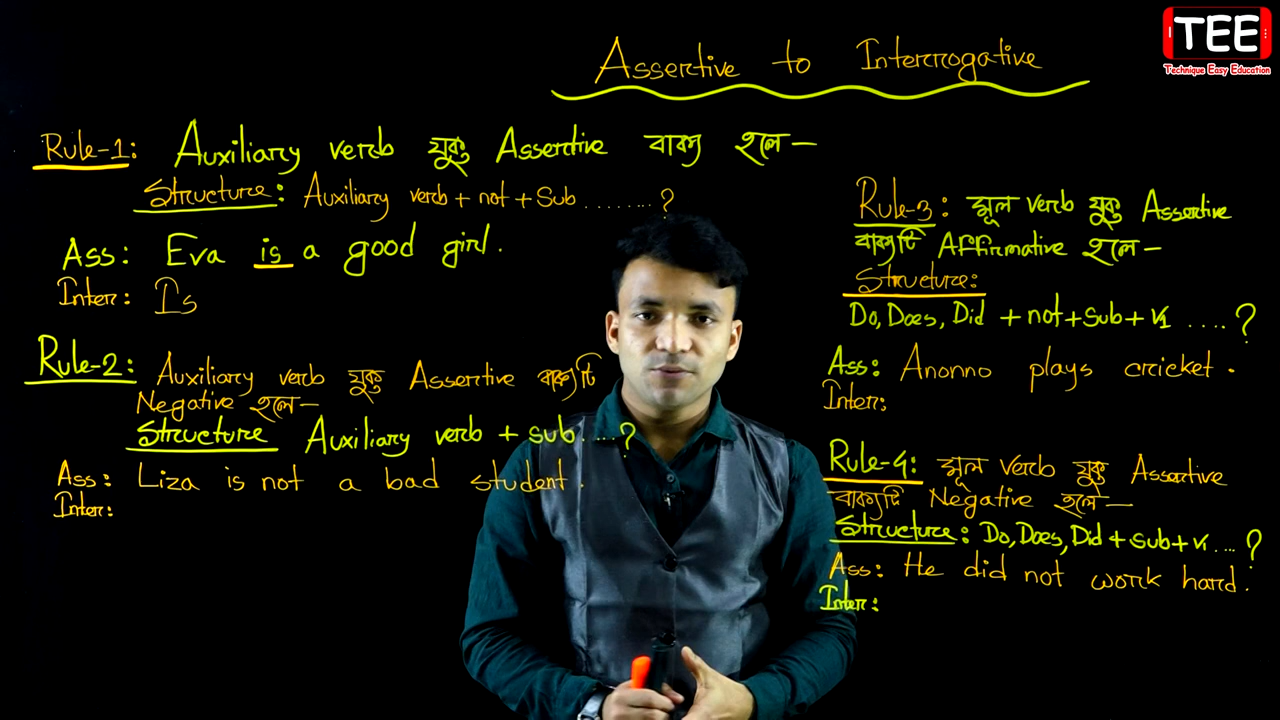 TEE
Technique Easy Education
Assertive to Interrogative
Rule-1: Auxiliary verb যুক্ত Assertive বাক্য হলে—
Structure: Auxiliary verb + not + Sub ........?
Ass: Eva is a good girl.
Inter: Is
Rule-2: Auxiliary verb যুক্ত Assertive বাক্যটি
Negative হলে—
Structure Auxiliary verb + sub ....?
Ass: Liza is not a bad student.
Inter:
Rule-3: মূল verb যুক্ত Assertive
বাক্যটি Affirmative হলে—
Structure:
Do, Does, Did + not + sub + V1 ....?
Ass: Anonno plays cricket.
Inter:
Rule-4: মূল verb যুক্ত Assertive
বাক্যটি Negative হলে—
Structure: Do, Does, Did + sub + V1 ....?
Ass: He did not work hard.
Inter: